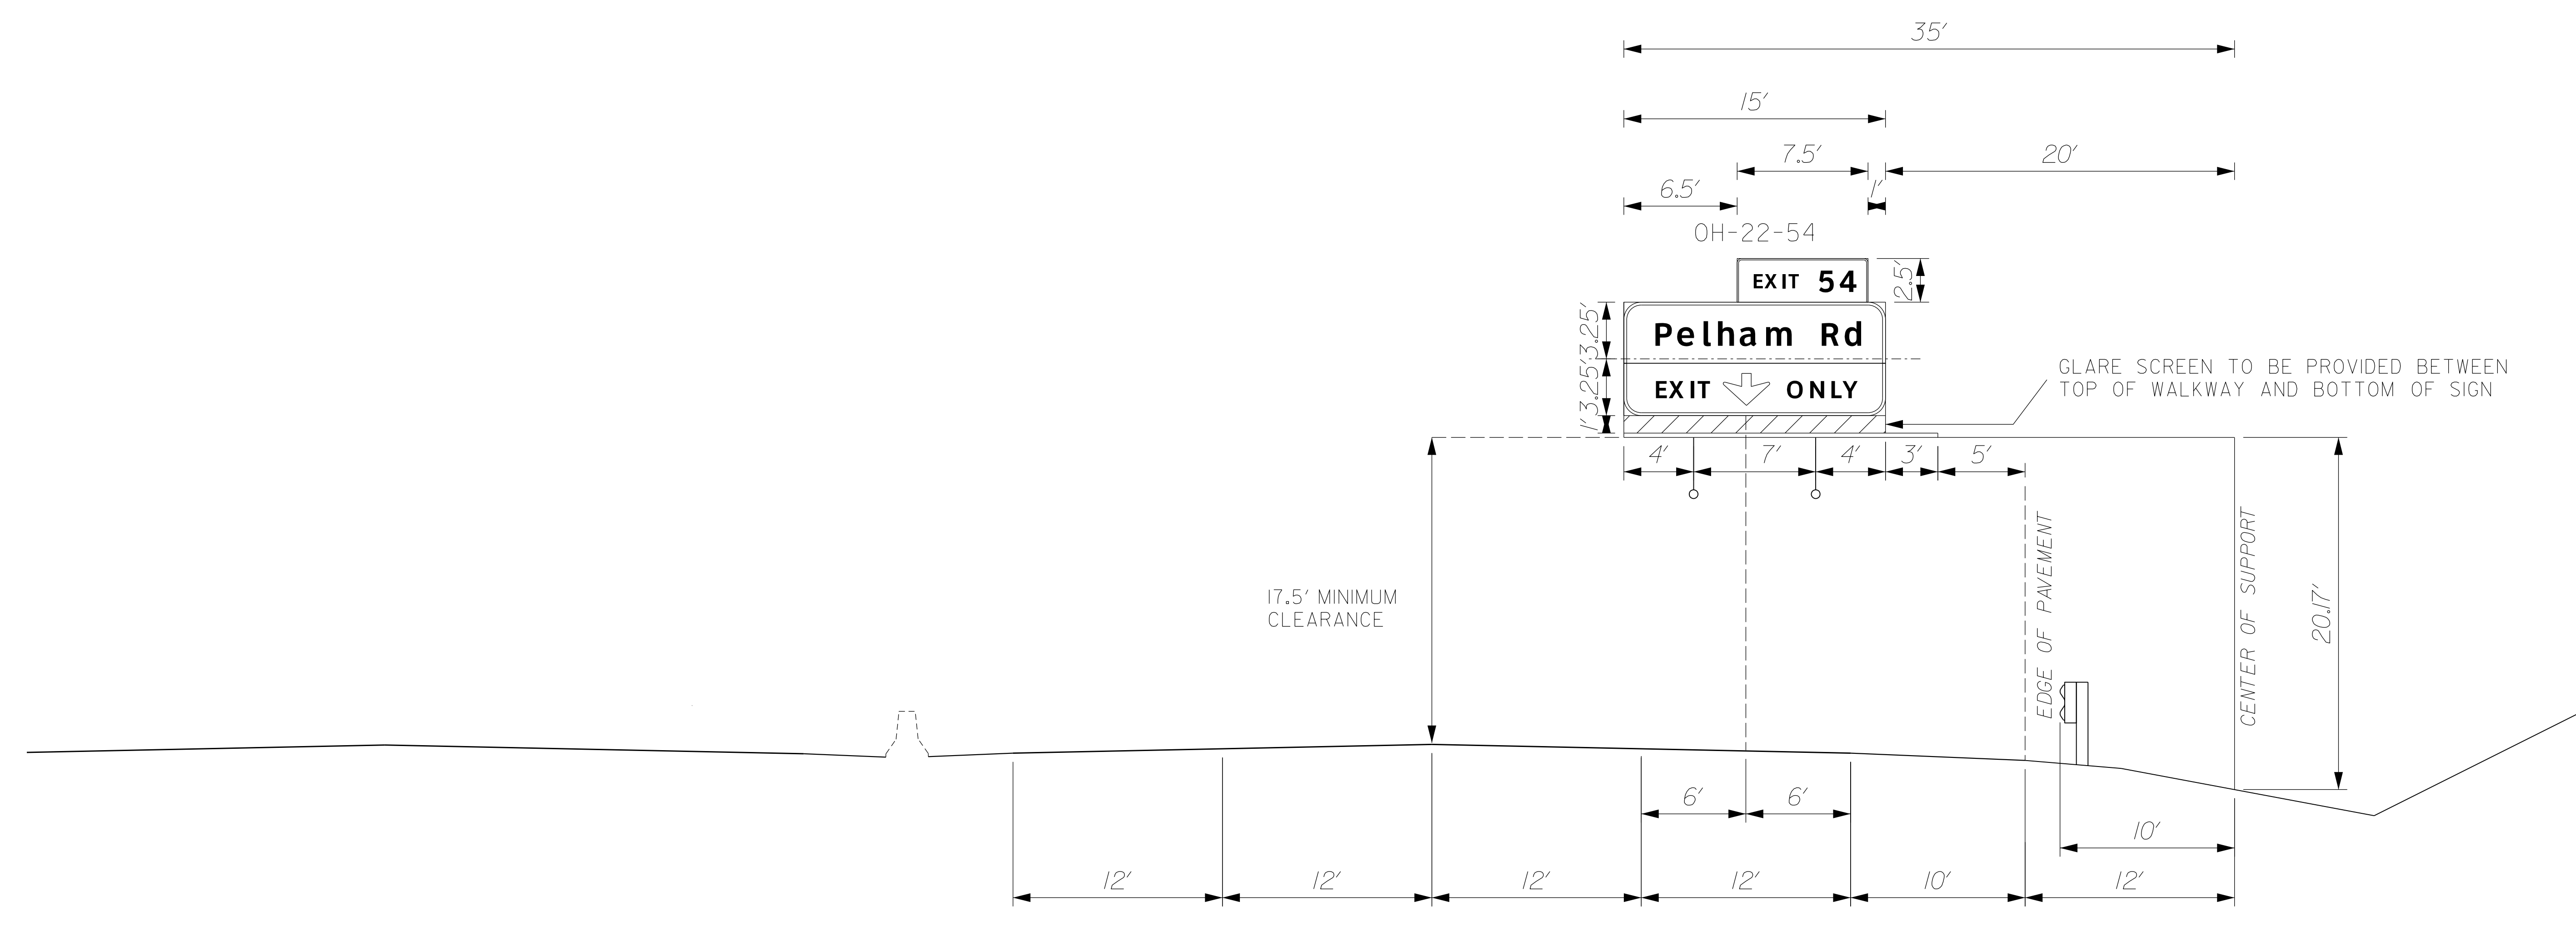 35'
15'
7.5'
20'
6.5'
1'
OH-22-54
EXIT 54
2.5'
3.25'
Pelham Rd
3.25'
EXIT ONLY
1'
GLARE SCREEN TO BE PROVIDED BETWEEN
TOP OF WALKWAY AND BOTTOM OF SIGN
4'
7'
4'
3'
5'
17.5' MINIMUM
CLEARANCE
EDGE OF PAVEMENT
CENTER OF SUPPORT
20.17'
6'
6'
10'
12'
12'
12'
12'
10'
12'